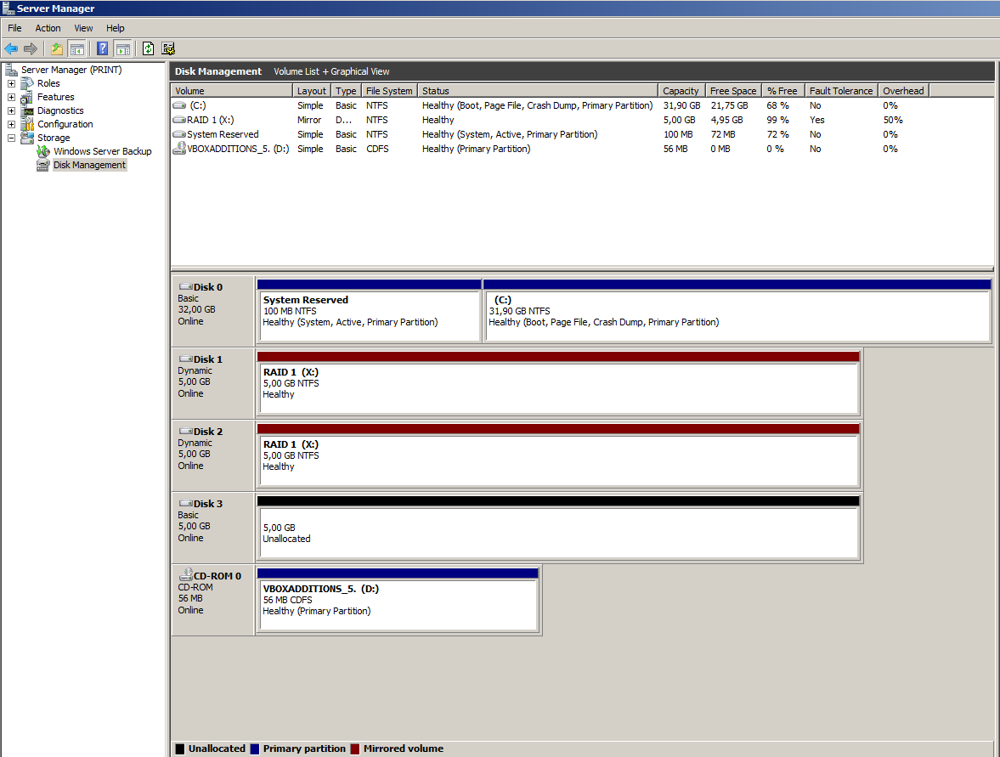 Server Manager
File Action View Help
Server Manager (PRINT)
Roles
Features
Diagnostics
Configuration
Storage
Windows Server Backup
Disk Management
Disk Management Volume List + Graphical View
Volume Layout Type File System Status Capacity Free Space % Free Fault Tolerance Overhead
(C:) Simple Basic NTFS Healthy (Boot, Page File, Crash Dump, Primary Partition) 31,90 GB 21,75 GB 68 % No 0%
RAID 1 (X:) Mirror D... NTFS Healthy 5,00 GB 4,95 GB 99 % Yes 50%
System Reserved Simple Basic NTFS Healthy (System, Active, Primary Partition) 100 MB 72 MB 72 % No 0%
VBOXADDITIONS_5. (D:) Simple Basic CDFS Healthy (Primary Partition) 56 MB 0 MB 0 % No 0%
Disk 0
Basic
32,00 GB
Online
System Reserved
100 MB NTFS
Healthy (System, Active, Primary Partition)
(C:)
31,90 GB NTFS
Healthy (Boot, Page File, Crash Dump, Primary Partition)
Disk 1
Dynamic
5,00 GB
Online
RAID 1 (X:)
5,00 GB NTFS
Healthy
Disk 2
Dynamic
5,00 GB
Online
RAID 1 (X:)
5,00 GB NTFS
Healthy
Disk 3
Basic
5,00 GB
Online
5,00 GB
Unallocated
CD-ROM 0
CD-ROM
56 MB
Online
VBOXADDITIONS_5. (D:)
56 MB CDFS
Healthy (Primary Partition)
Unallocated Primary partition Mirrored volume